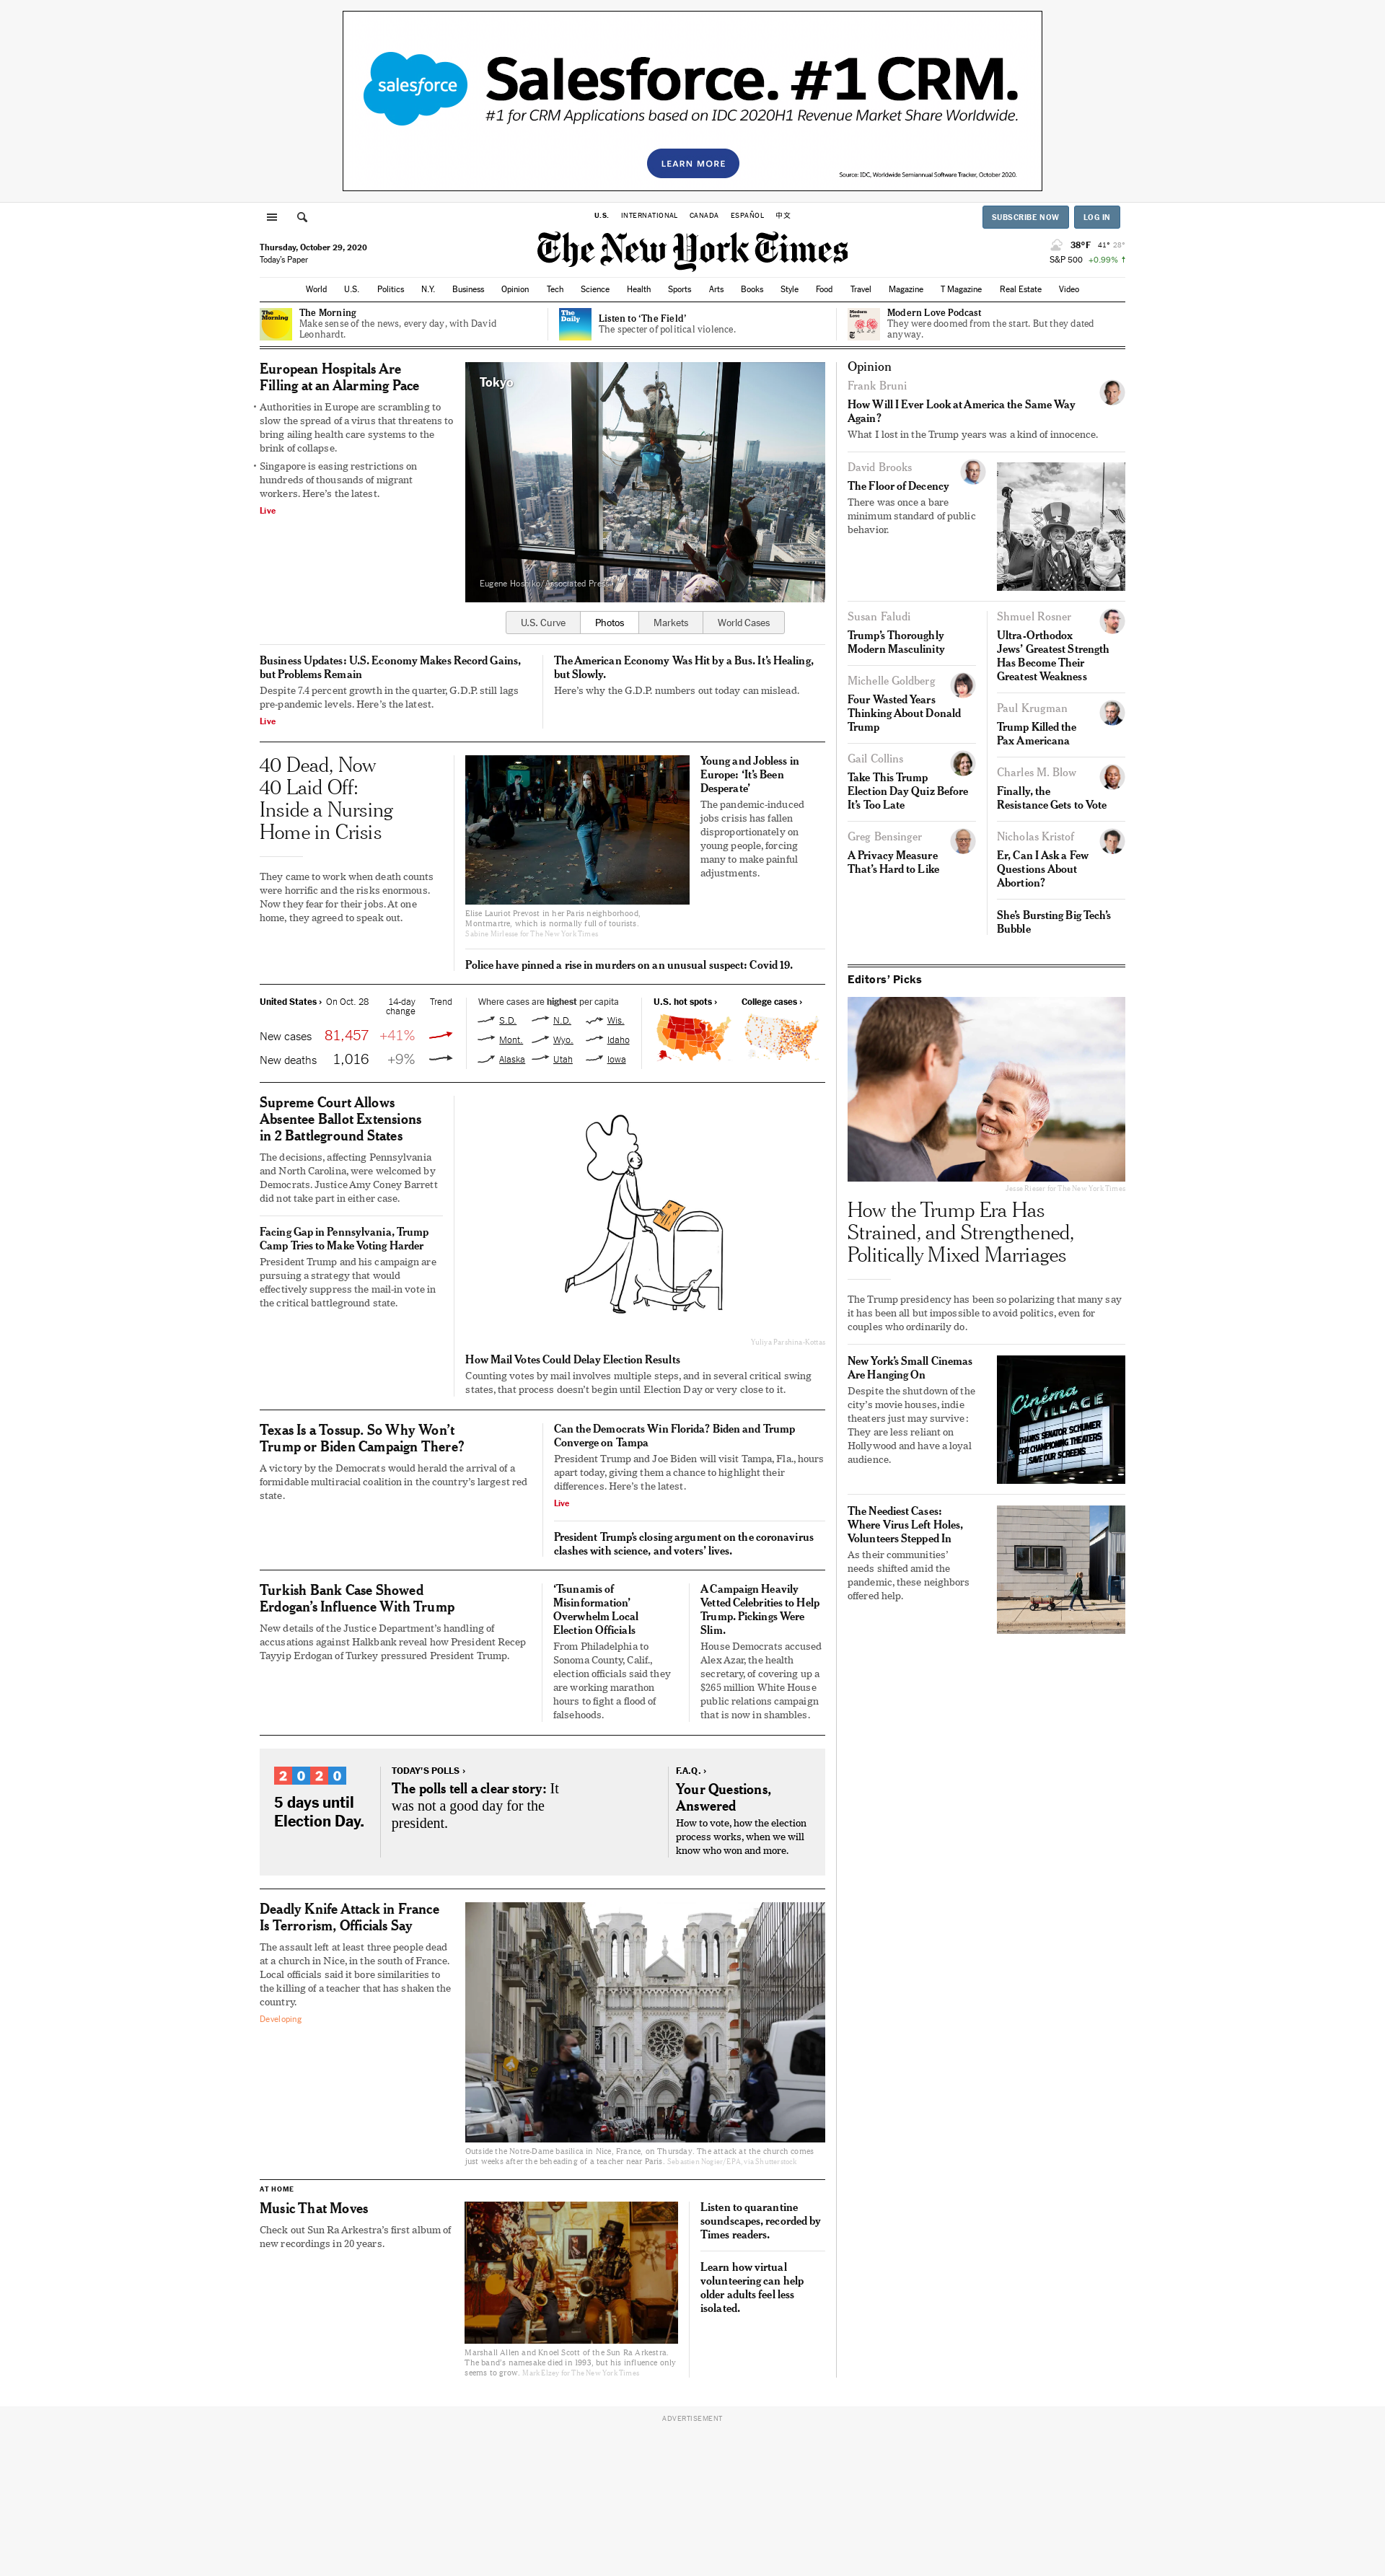 salesforce
Salesforce. #1 CRM.
#1 for CRM Applications based on IDC 2020H1 Revenue Market Share Worldwide.
LEARN MORE
Source: IDC, Worldwide Semiannual Software Tracker, October 2020.
U.S. INTERNATIONAL CANADA ESPAÑOL 中文
SUBSCRIBE NOW LOG IN
Thursday, October 29, 2020
Today's Paper
The New York Times
38°F 41° 28°
S&P 500 +0.99% ↑
World U.S. Politics N.Y. Business Opinion Tech Science Health Sports Arts Books Style Food Travel Magazine T Magazine Real Estate Video
The Morning
The Morning
Make sense of the news, every day, with David
Leonhardt.
The Daily
Listen to ‘The Field’
The specter of political violence.
Modern Love
Modern Love Podcast
They were doomed from the start. But they dated
anyway.
European Hospitals Are
Filling at an Alarming Pace
• Authorities in Europe are scrambling to
slow the spread of a virus that threatens to
bring ailing health care systems to the
brink of collapse.
• Singapore is easing restrictions on
hundreds of thousands of migrant
workers. Here’s the latest.
Live
Tokyo
Eugene Hoshiko/Associated Press
U.S. Curve Photos Markets World Cases
Business Updates: U.S. Economy Makes Record Gains,
but Problems Remain
Despite 7.4 percent growth in the quarter, G.D.P. still lags
pre-pandemic levels. Here’s the latest.
Live
The American Economy Was Hit by a Bus. It’s Healing,
but Slowly.
Here’s why the G.D.P. numbers out today can mislead.
40 Dead, Now
40 Laid Off:
Inside a Nursing
Home in Crisis
They came to work when death counts
were horrific and the risks enormous.
Now they fear for their jobs. At one
home, they agreed to speak out.
Elise Lauriot Prevost in her Paris neighborhood,
Montmartre, which is normally full of tourists.
Sabine Mirlesse for The New York Times
Young and Jobless in
Europe: ‘It’s Been
Desperate’
The pandemic-induced
jobs crisis has fallen
disproportionately on
young people, forcing
many to make painful
adjustments.
Police have pinned a rise in murders on an unusual suspect: Covid 19.
United States › On Oct. 28 14-day change Trend
New cases 81,457 +41%
New deaths 1,016 +9%
Where cases are highest per capita
S.D. N.D. Wis.
Mont. Wyo. Idaho
Alaska Utah Iowa
U.S. hot spots › College cases ›
Supreme Court Allows
Absentee Ballot Extensions
in 2 Battleground States
The decisions, affecting Pennsylvania
and North Carolina, were welcomed by
Democrats. Justice Amy Coney Barrett
did not take part in either case.
Facing Gap in Pennsylvania, Trump
Camp Tries to Make Voting Harder
President Trump and his campaign are
pursuing a strategy that would
effectively suppress the mail-in vote in
the critical battleground state.
Yuliya Parshina-Kottas
How Mail Votes Could Delay Election Results
Counting votes by mail involves multiple steps, and in several critical swing
states, that process doesn’t begin until Election Day or very close to it.
Texas Is a Tossup. So Why Won’t
Trump or Biden Campaign There?
A victory by the Democrats would herald the arrival of a
formidable multiracial coalition in the country’s largest red
state.
Can the Democrats Win Florida? Biden and Trump
Converge on Tampa
President Trump and Joe Biden will visit Tampa, Fla., hours
apart today, giving them a chance to highlight their
differences. Here’s the latest.
Live
President Trump’s closing argument on the coronavirus
clashes with science, and voters’ lives.
Turkish Bank Case Showed
Erdogan’s Influence With Trump
New details of the Justice Department’s handling of
accusations against Halkbank reveal how President Recep
Tayyip Erdogan of Turkey pressured President Trump.
‘Tsunamis of
Misinformation’
Overwhelm Local
Election Officials
From Philadelphia to
Sonoma County, Calif.,
election officials said they
are working marathon
hours to fight a flood of
falsehoods.
A Campaign Heavily
Vetted Celebrities to Help
Trump. Pickings Were
Slim.
House Democrats accused
Alex Azar, the health
secretary, of covering up a
$265 million White House
public relations campaign
that is now in shambles.
2020
5 days until
Election Day.
TODAY’S POLLS ›
The polls tell a clear story: It
was not a good day for the
president.
F.A.Q. ›
Your Questions,
Answered
How to vote, how the election
process works, when we will
know who won and more.
Deadly Knife Attack in France
Is Terrorism, Officials Say
The assault left at least three people dead
at a church in Nice, in the south of France.
Local officials said it bore similarities to
the killing of a teacher that has shaken the
country.
Developing
Outside the Notre-Dame basilica in Nice, France, on Thursday. The attack at the church comes
just weeks after the beheading of a teacher near Paris. Sebastien Nogier/EPA, via Shutterstock
AT HOME
Music That Moves
Check out Sun Ra Arkestra’s first album of
new recordings in 20 years.
Marshall Allen and Knoel Scott of the Sun Ra Arkestra.
The band’s namesake died in 1993, but his influence only
seems to grow. Mark Elzey for The New York Times
Listen to quarantine
soundscapes, recorded by
Times readers.
Learn how virtual
volunteering can help
older adults feel less
isolated.
Opinion
Frank Bruni
How Will I Ever Look at America the Same Way
Again?
What I lost in the Trump years was a kind of innocence.
David Brooks
The Floor of Decency
There was once a bare
minimum standard of public
behavior.
Susan Faludi
Trump’s Thoroughly
Modern Masculinity
Michelle Goldberg
Four Wasted Years
Thinking About Donald
Trump
Gail Collins
Take This Trump
Election Day Quiz Before
It’s Too Late
Greg Bensinger
A Privacy Measure
That’s Hard to Like
Shmuel Rosner
Ultra-Orthodox
Jews’ Greatest Strength
Has Become Their
Greatest Weakness
Paul Krugman
Trump Killed the
Pax Americana
Charles M. Blow
Finally, the
Resistance Gets to Vote
Nicholas Kristof
Er, Can I Ask a Few
Questions About
Abortion?
She’s Bursting Big Tech’s
Bubble
Editors’ Picks
Jesse Rieser for The New York Times
How the Trump Era Has
Strained, and Strengthened,
Politically Mixed Marriages
The Trump presidency has been so polarizing that many say
it has been all but impossible to avoid politics, even for
couples who ordinarily do.
New York’s Small Cinemas
Are Hanging On
Despite the shutdown of the
city’s movie houses, indie
theaters just may survive:
They are less reliant on
Hollywood and have a loyal
audience.
Cinema
VILLAGE
THANKS SENATOR SCHUMER
FOR CHAMPIONING THEATERS
SAVE OUR SCREENS
The Neediest Cases:
Where Virus Left Holes,
Volunteers Stepped In
As their communities’
needs shifted amid the
pandemic, these neighbors
offered help.
ADVERTISEMENT